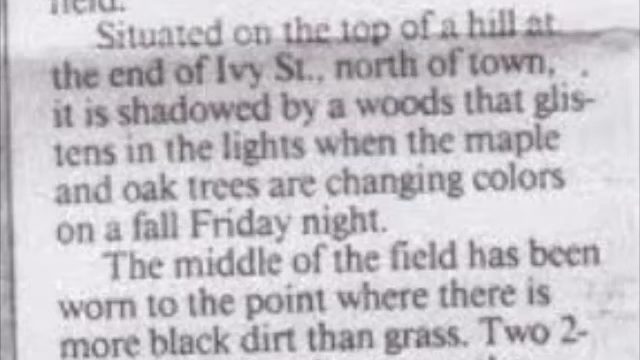 field.
Situated on the top of a hill at
the end of Ivy St., north of town,
it is shadowed by a woods that glis-
tens in the lights when the maple
and oak trees are changing colors
on a fall Friday night.
The middle of the field has been
worn to the point where there is
more black dirt than grass. Two 2-